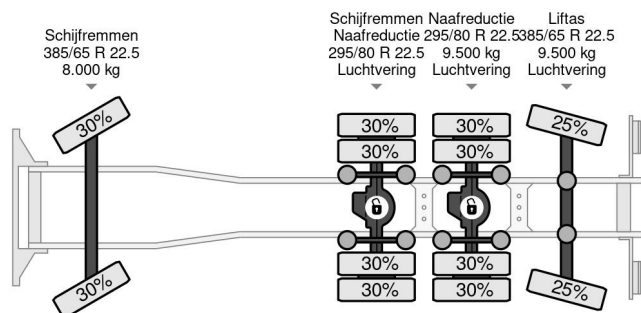 Schijfremmen
385/65 R 22.5
8.000 kg
Schijfremmen
Naafreductie
295/80 R 22.5
Luchtvering
Naafreductie
295/80 R 22.5
9.500 kg
Luchtvering
Liftas
385/65 R 22.5
9.500 kg
Luchtvering
30%
30%
30%
25%
30%
30%
30%
30%
25%
30%
30%
30%